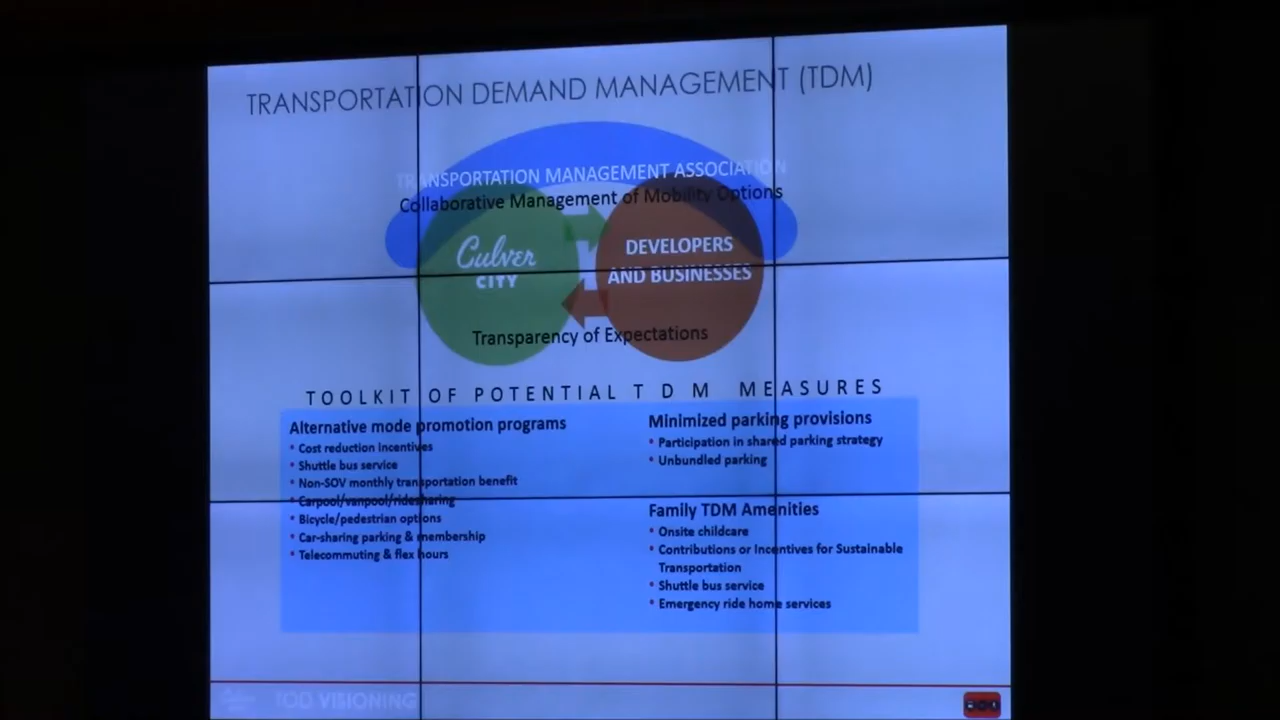 TRANSPORTATION DEMAND MANAGEMENT (TDM)
TRANSPORTATION MANAGEMENT ASSOCIATION
Collaborative Management of Mobility Options
Culver
CITY
DEVELOPERS
AND BUSINESSES
Transparency of Expectations
TOOLKIT OF POTENTIAL TDM MEASURES
Alternative mode promotion programs
• Cost reduction incentives
• Shuttle bus service
• Non-SOV monthly transportation benefit
• Carpool/vanpool/ridesharing
• Bicycle/pedestrian options
• Car-sharing parking & membership
• Telecommuting & flex hours
Minimized parking provisions
• Participation in shared parking strategy
• Unbundled parking
Family TDM Amenities
• Onsite childcare
• Contributions or Incentives for Sustainable
Transportation
• Shuttle bus service
• Emergency ride home services
TOD VISIONING